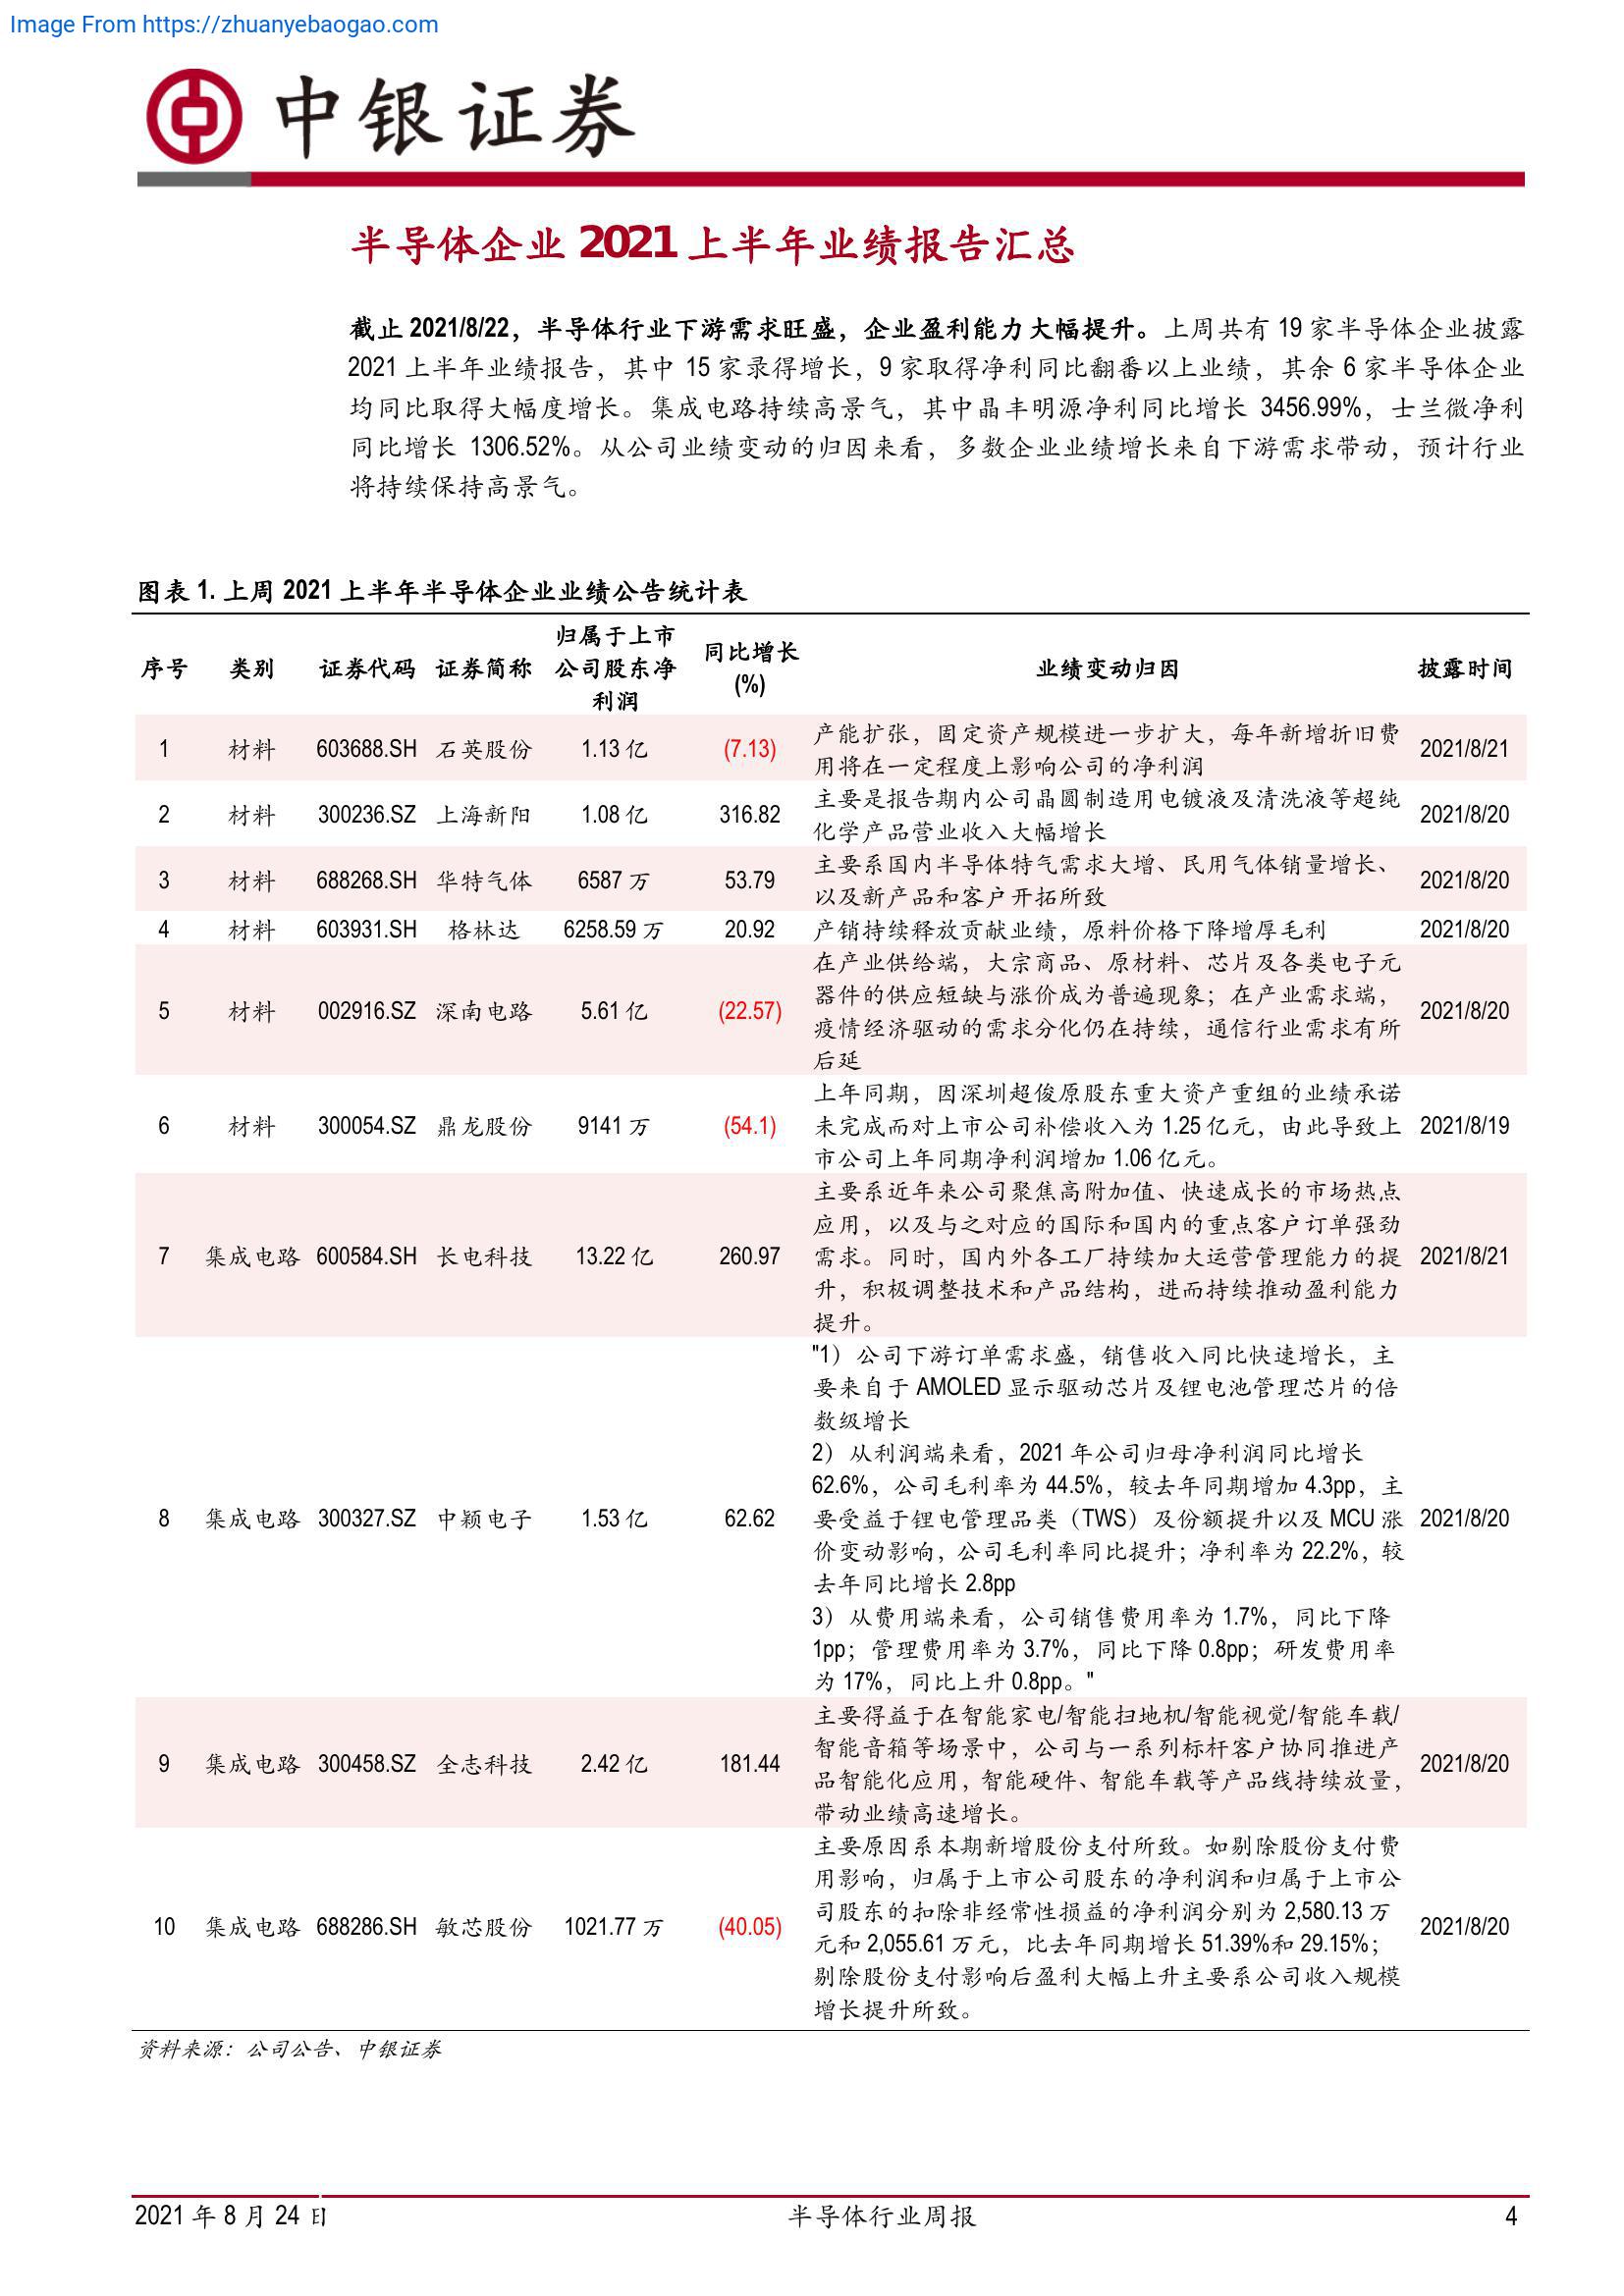 Image From https://zhuanyebaogao.com
中银证券
半导体企业 2021 上半年业绩报告汇总
截止 2021/8/22，半导体行业下游需求旺盛，企业盈利能力大幅提升。上周共有 19 家半导体企业披露
2021 上半年业绩报告，其中 15 家录得增长，9 家取得净利同比翻番以上业绩，其余 6 家半导体企业
均同比取得大幅度增长。集成电路持续高景气，其中晶丰明源净利同比增长 3456.99%，士兰微净利
同比增长 1306.52%。从公司业绩变动的归因来看，多数企业业绩增长来自下游需求带动，预计行业
将持续保持高景气。
图表 1. 上周 2021 上半年半导体企业业绩公告统计表
序号 类别 证券代码 证券简称 归属于上市公司股东净利润 同比增长(%) 业绩变动归因 披露时间
1 材料 603688.SH 石英股份 1.13 亿 (7.13) 产能扩张，固定资产规模进一步扩大，每年新增折旧费
用将在一定程度上影响公司的净利润 2021/8/21
2 材料 300236.SZ 上海新阳 1.08 亿 316.82 主要是报告期内公司晶圆制造用电镀液及清洗液等超纯
化学产品营业收入大幅增长 2021/8/20
3 材料 688268.SH 华特气体 6587 万 53.79 主要系国内半导体特气需求大增、民用气体销量增长、
以及新产品和客户开拓所致 2021/8/20
4 材料 603931.SH 格林达 6258.59 万 20.92 产销持续释放贡献业绩，原料价格下降增厚毛利 2021/8/20
5 材料 002916.SZ 深南电路 5.61 亿 (22.57) 在产业供给端，大宗商品、原材料、芯片及各类电子元
器件的供应短缺与涨价成为普遍现象；在产业需求端，
疫情经济驱动的需求分化仍在持续，通信行业需求有所
后延 2021/8/20
6 材料 300054.SZ 鼎龙股份 9141 万 (54.1) 上年同期，因深圳超俊原股东重大资产重组的业绩承诺
未完成而对上市公司补偿收入为 1.25 亿元，由此导致上
市公司上年同期净利润增加 1.06 亿元。 2021/8/19
7 集成电路 600584.SH 长电科技 13.22 亿 260.97 主要系近年来公司聚焦高附加值、快速成长的市场热点
应用，以及与之对应的国际和国内的重点客户订单强劲
需求。同时，国内外各工厂持续加大运营管理能力的提
升，积极调整技术和产品结构，进而持续推动盈利能力
提升。 2021/8/21
8 集成电路 300327.SZ 中颖电子 1.53 亿 62.62 "1）公司下游订单需求盛，销售收入同比快速增长，主
要来自于 AMOLED 显示驱动芯片及锂电池管理芯片的倍
数级增长
2）从利润端来看，2021 年公司归母净利润同比增长
62.6%，公司毛利率为 44.5%，较去年同期增加 4.3pp，主
要受益于锂电管理品类（TWS）及份额提升以及 MCU 涨
价变动影响，公司毛利率同比提升；净利率为 22.2%，较
去年同比增长 2.8pp
3）从费用端来看，公司销售费用率为 1.7%，同比下降
1pp；管理费用率为 3.7%，同比下降 0.8pp；研发费用率
为 17%，同比上升 0.8pp。" 2021/8/20
9 集成电路 300458.SZ 全志科技 2.42 亿 181.44 主要得益于在智能家电/智能扫地机/智能视觉/智能车载/
智能音箱等场景中，公司与一系列标杆客户协同推进产
品智能化应用，智能硬件、智能车载等产品线持续放量，
带动业绩高速增长。 2021/8/20
10 集成电路 688286.SH 敏芯股份 1021.77 万 (40.05) 主要原因系本期新增股份支付所致。如剔除股份支付费
用影响，归属于上市公司股东的净利润和归属于上市公
司股东的扣除非经常性损益的净利润分别为 2,580.13 万
元和 2,055.61 万元，比去年同期增长 51.39%和 29.15%；
剔除股份支付影响后盈利大幅上升主要系公司收入规模
增长提升所致。 2021/8/20
资料来源：公司公告、中银证券
2021 年 8 月 24 日 半导体行业周报 4